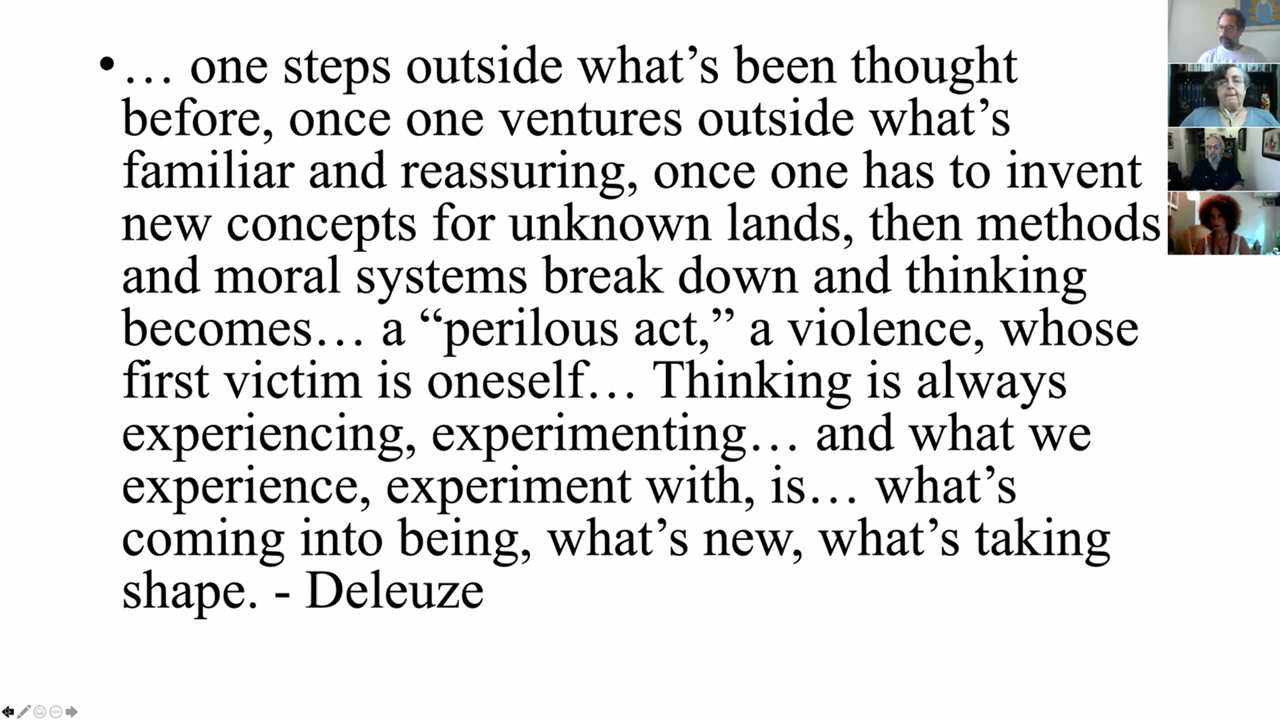 • … one steps outside what’s been thought
before, once one ventures outside what’s
familiar and reassuring, once one has to invent
new concepts for unknown lands, then methods
and moral systems break down and thinking
becomes… a “perilous act,” a violence, whose
first victim is oneself… Thinking is always
experiencing, experimenting… and what we
experience, experiment with, is… what’s
coming into being, what’s new, what’s taking
shape. - Deleuze